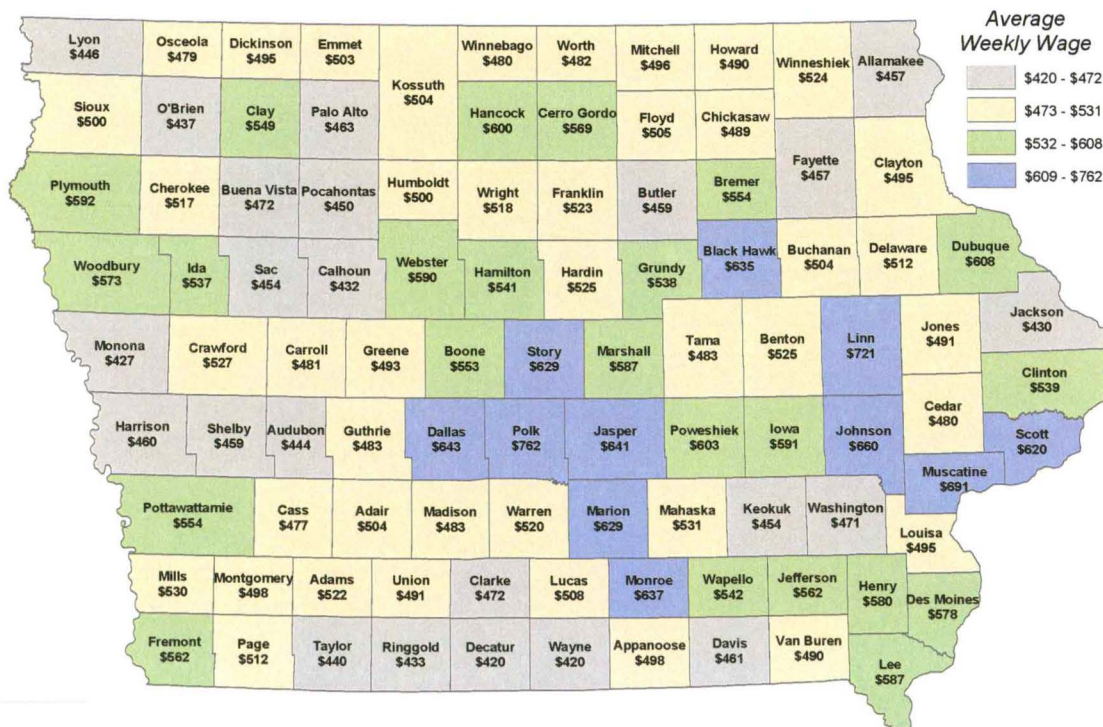 Average
Weekly Wage
$420 - $472
$473 - $531
$532 - $608
$609 - $762
Lyon
$446
Osceola
$479
Dickinson
$495
Emmet
$503
Kossuth
$504
Winnebago
$480
Worth
$482
Mitchell
$496
Howard
$490
Winneshiek
$524
Allamakee
$457
Sioux
$500
O'Brien
$437
Clay
$549
Palo Alto
$463
Hancock
$600
Cerro Gordo
$569
Floyd
$505
Chickasaw
$489
Fayette
$457
Clayton
$495
Plymouth
$592
Cherokee
$517
Buena Vista
$472
Pocahontas
$450
Humboldt
$500
Wright
$518
Franklin
$523
Butler
$459
Bremer
$554
Woodbury
$573
Ida
$537
Sac
$454
Calhoun
$432
Webster
$590
Hamilton
$541
Hardin
$525
Grundy
$538
Black Hawk
$635
Buchanan
$504
Delaware
$512
Dubuque
$608
Monona
$427
Crawford
$527
Carroll
$481
Greene
$493
Boone
$553
Story
$629
Marshall
$587
Tama
$483
Benton
$525
Linn
$721
Jones
$491
Jackson
$430
Clinton
$539
Harrison
$460
Shelby
$459
Audubon
$444
Guthrie
$483
Dallas
$643
Polk
$762
Jasper
$641
Poweshiek
$603
Iowa
$591
Johnson
$660
Cedar
$480
Scott
$620
Muscatine
$691
Pottawattamie
$554
Cass
$477
Adair
$504
Madison
$483
Warren
$520
Marion
$629
Mahaska
$531
Keokuk
$454
Washington
$471
Louisa
$495
Mills
$530
Montgomery
$498
Adams
$522
Union
$491
Clarke
$472
Lucas
$508
Monroe
$637
Wapello
$542
Jefferson
$562
Henry
$580
Des Moines
$578
Fremont
$562
Page
$512
Taylor
$440
Ringgold
$433
Decatur
$420
Wayne
$420
Appanoose
$498
Davis
$461
Van Buren
$490
Lee
$587